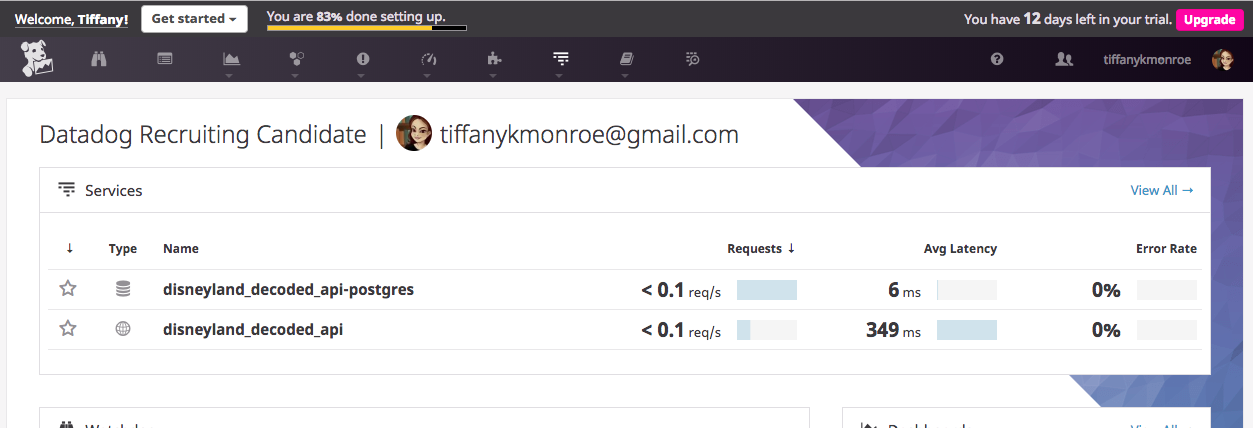 Welcome, Tiffany! Get started You are 83% done setting up. You have 12 days left in your trial. Upgrade
tiffanykmonroe
Datadog Recruiting Candidate | tiffanykmonroe@gmail.com
Services View All →
↓ Type Name Requests ↓ Avg Latency Error Rate
disneyland_decoded_api-postgres < 0.1 req/s 6 ms 0%
disneyland_decoded_api < 0.1 req/s 349 ms 0%
View All